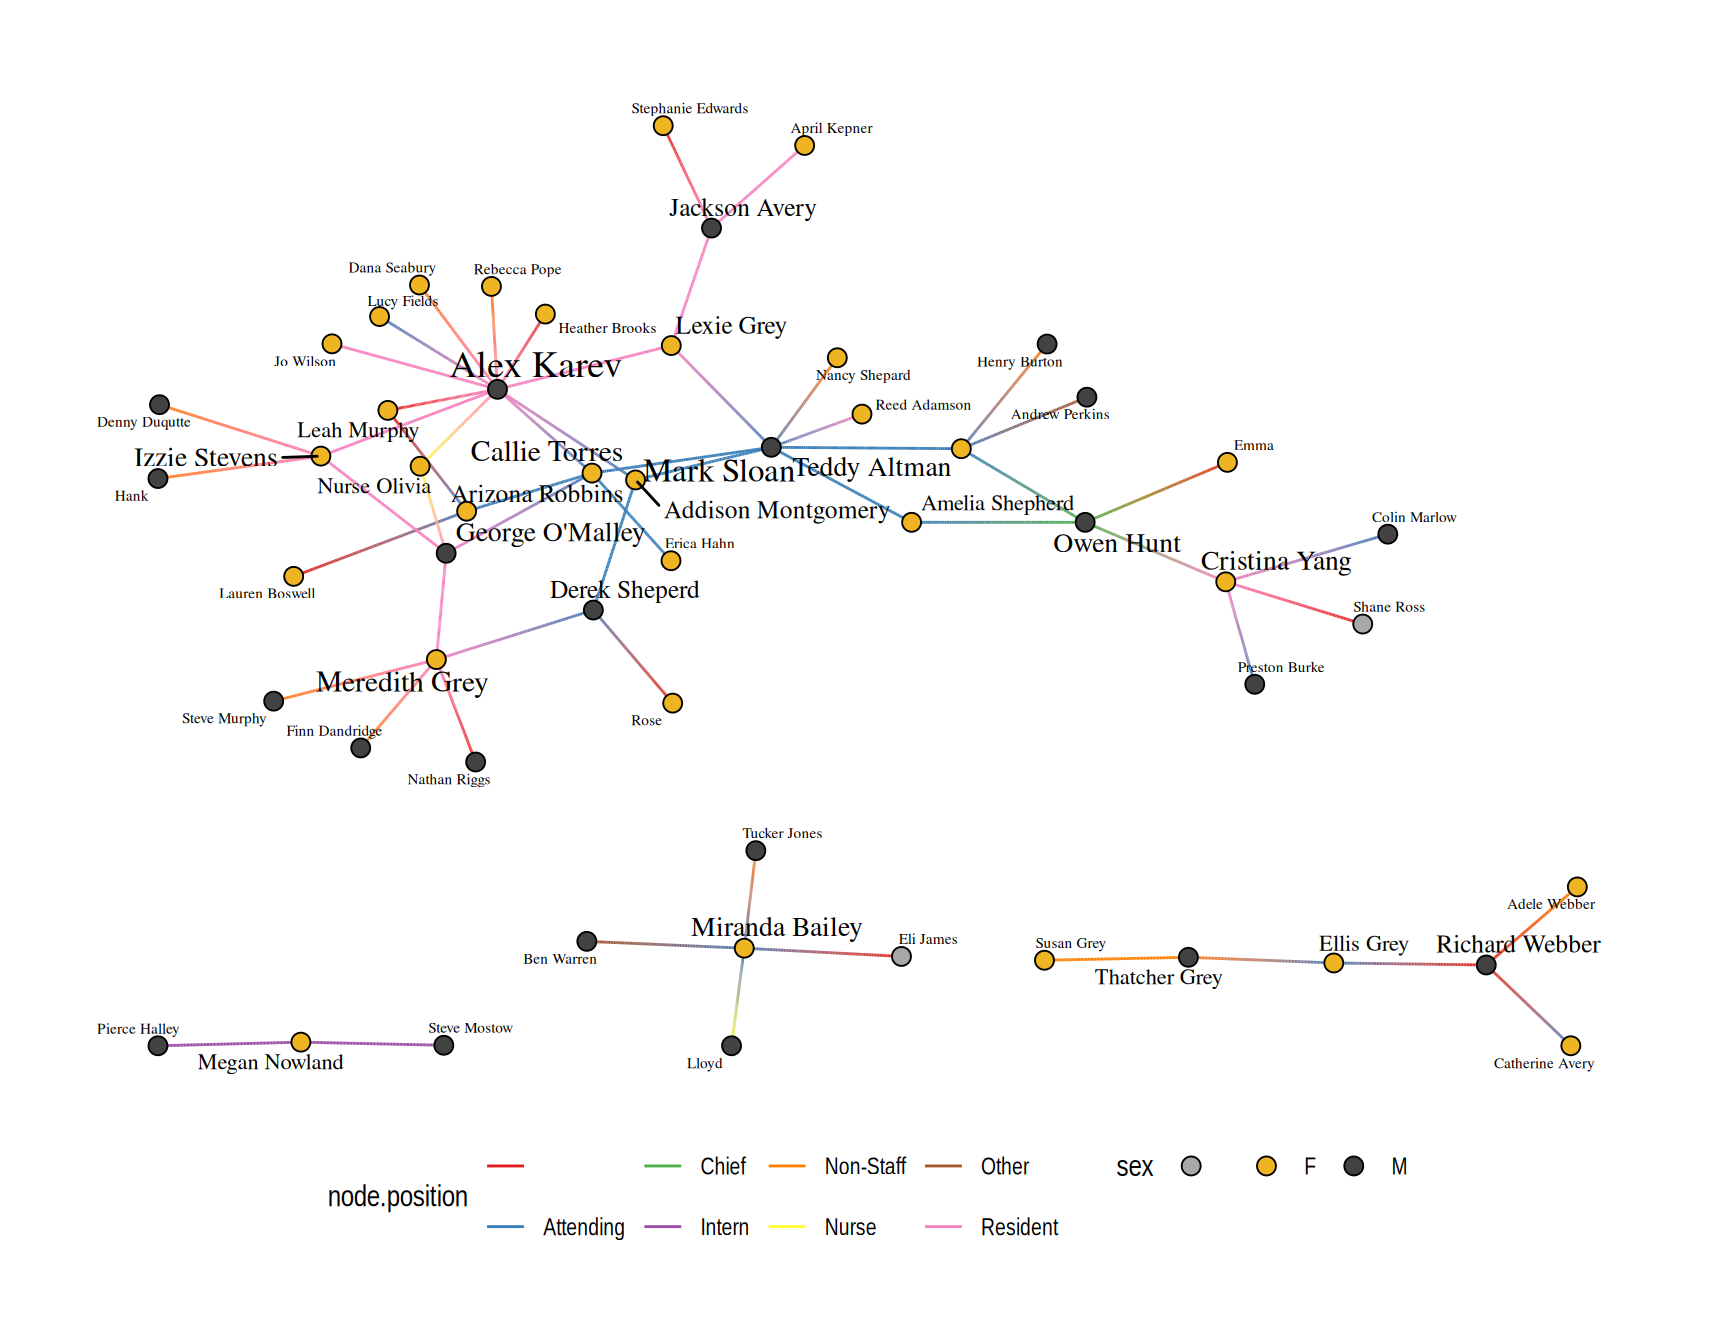 Stephanie Edwards
April Kepner
Jackson Avery
Dana Seabury
Rebecca Pope
Lucy Fields
Heather Brooks
Lexie Grey
Jo Wilson
Alex Karev
Nancy Shepard
Henry Burton
Reed Adamson
Andrew Perkins
Denny Duqutte
Leah Murphy
Emma
Callie Torres
Izzie Stevens
Mark Sloan
Teddy Altman
Nurse Olivia
Hank
Arizona Robbins
Addison Montgomery
Amelia Shepherd
Colin Marlow
George O'Malley
Erica Hahn
Owen Hunt
Cristina Yang
Lauren Boswell
Derek Sheperd
Shane Ross
Preston Burke
Meredith Grey
Steve Murphy
Rose
Finn Dandridge
Nathan Riggs
Tucker Jones
Adele Webber
Miranda Bailey
Eli James
Susan Grey
Ellis Grey
Richard Webber
Ben Warren
Thatcher Grey
Pierce Halley
Steve Mostow
Megan Nowland
Lloyd
Catherine Avery
node.position
Chief
Non-Staff
Other
Attending
Intern
Nurse
Resident
sex
F
M